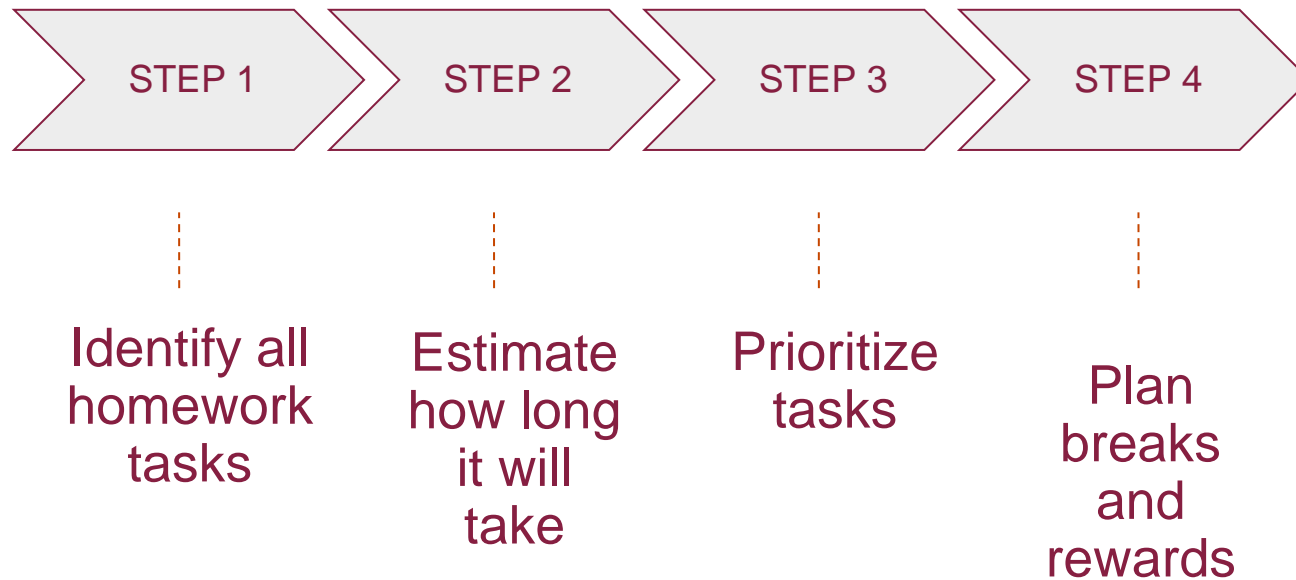 STEP 1
STEP 2
STEP 3
STEP 4
Identify all
homework
tasks
Estimate
how long
it will
take
Prioritize
tasks
Plan
breaks
and
rewards